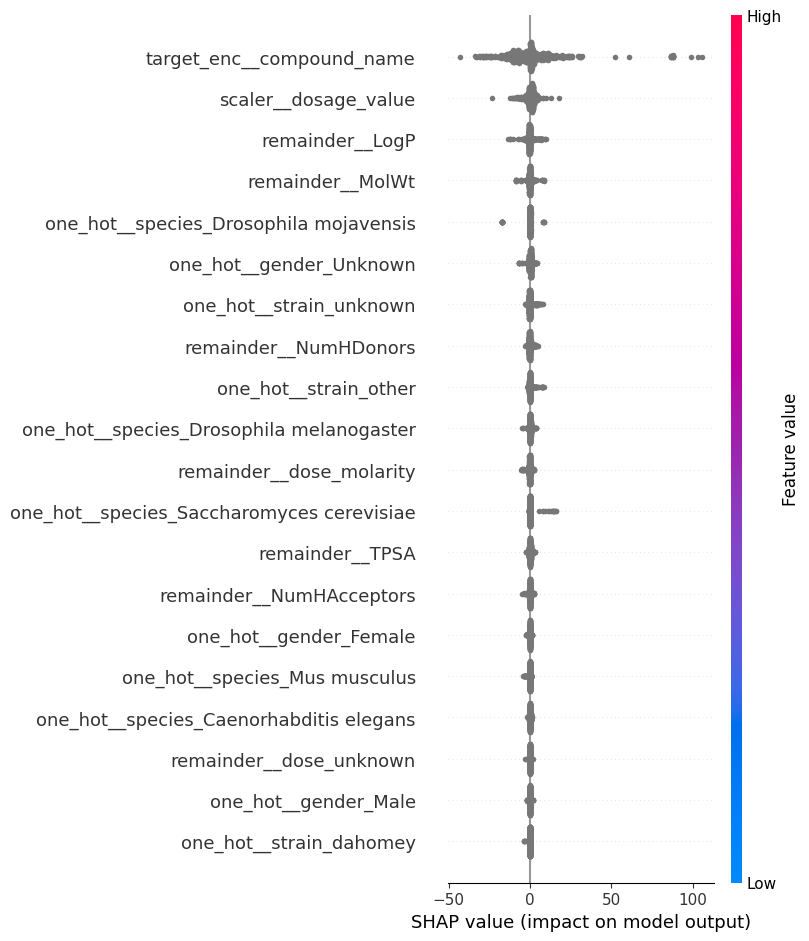 High
target_enc__compound_name
scaler__dosage_value
remainder__LogP
remainder__MolWt
one_hot__species_Drosophila mojavensis
one_hot__gender_Unknown
one_hot__strain_unknown
remainder__NumHDonors
one_hot__strain_other
one_hot__species_Drosophila melanogaster
remainder__dose_molarity
one_hot__species_Saccharomyces cerevisiae
remainder__TPSA
remainder__NumHAcceptors
one_hot__gender_Female
one_hot__species_Mus musculus
one_hot__species_Caenorhabditis elegans
remainder__dose_unknown
one_hot__gender_Male
one_hot__strain_dahomey
Feature value
Low
−50 0 50 100
SHAP value (impact on model output)